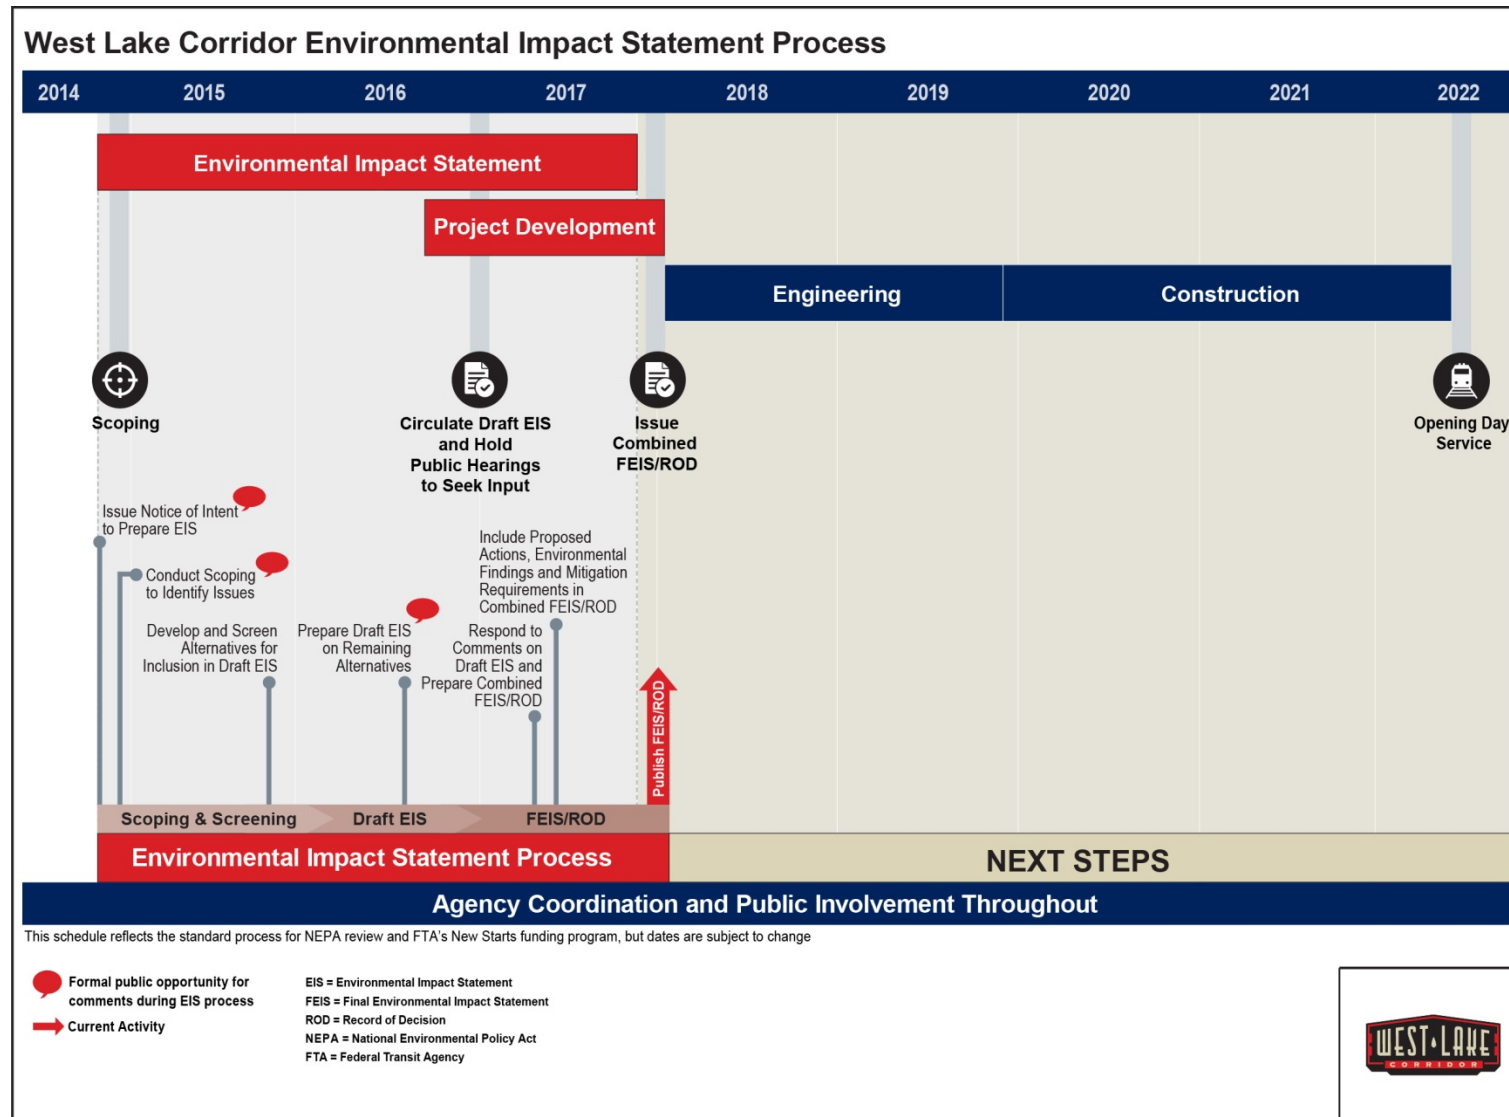 West Lake Corridor Environmental Impact Statement Process
2014 2015 2016 2017 2018 2019 2020 2021 2022
Environmental Impact Statement
Project Development
Engineering
Construction
Scoping
Circulate Draft EIS
and Hold
Public Hearings
to Seek Input
Issue
Combined
FEIS/ROD
Opening Day
Service
Issue Notice of Intent
to Prepare EIS
Conduct Scoping
to Identify Issues
Develop and Screen
Alternatives for
Inclusion in Draft EIS
Prepare Draft EIS
on Remaining
Alternatives
Include Proposed
Actions, Environmental
Findings and Mitigation
Requirements in
Combined FEIS/ROD
Respond to
Comments on
Draft EIS and
Prepare Combined
FEIS/ROD
Publish FEIS/ROD
Scoping & Screening
Draft EIS
FEIS/ROD
Environmental Impact Statement Process
NEXT STEPS
Agency Coordination and Public Involvement Throughout
This schedule reflects the standard process for NEPA review and FTA's New Starts funding program, but dates are subject to change
Formal public opportunity for
comments during EIS process
Current Activity
EIS = Environmental Impact Statement
FEIS = Final Environmental Impact Statement
ROD = Record of Decision
NEPA = National Environmental Policy Act
FTA = Federal Transit Agency
WEST LAKE
CORRIDOR